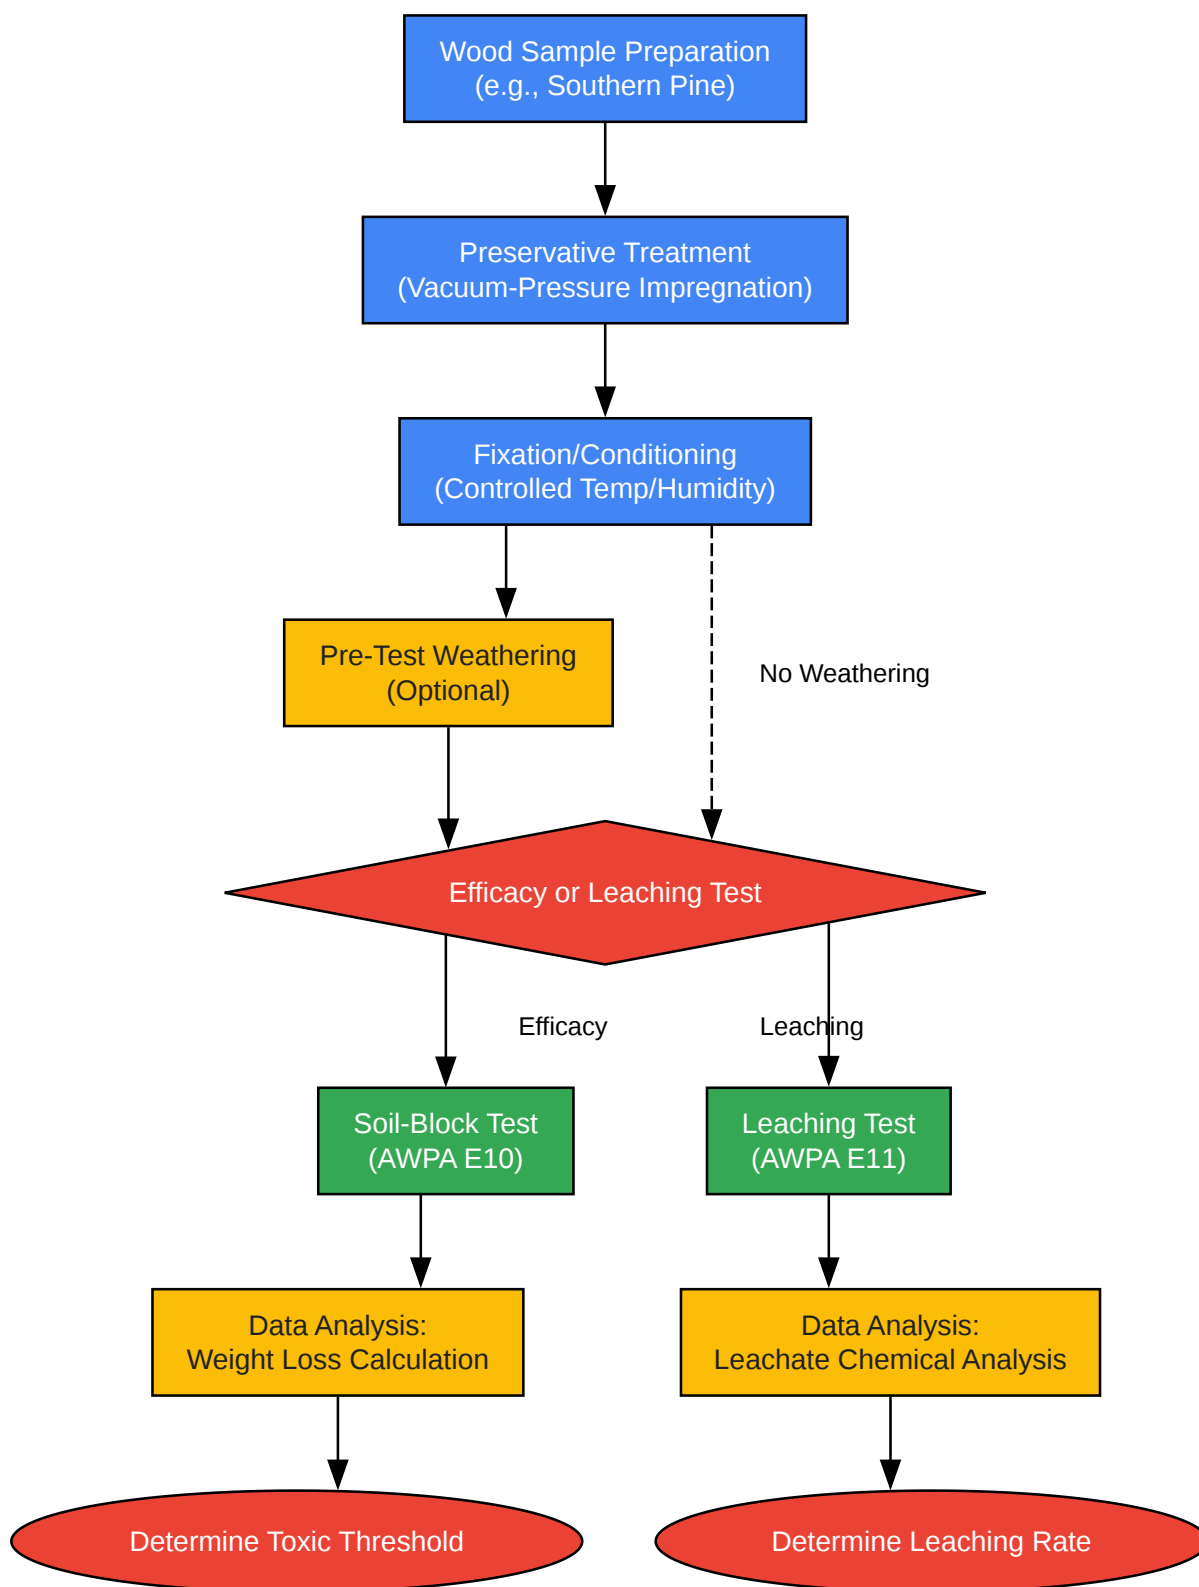 Wood Sample Preparation
(e.g., Southern Pine)
Preservative Treatment
(Vacuum-Pressure Impregnation)
Fixation/Conditioning
(Controlled Temp/Humidity)
Pre-Test Weathering
(Optional)
No Weathering
Efficacy or Leaching Test
Efficacy
Leaching
Soil-Block Test
(AWPA E10)
Leaching Test
(AWPA E11)
Data Analysis:
Weight Loss Calculation
Data Analysis:
Leachate Chemical Analysis
Determine Toxic Threshold
Determine Leaching Rate